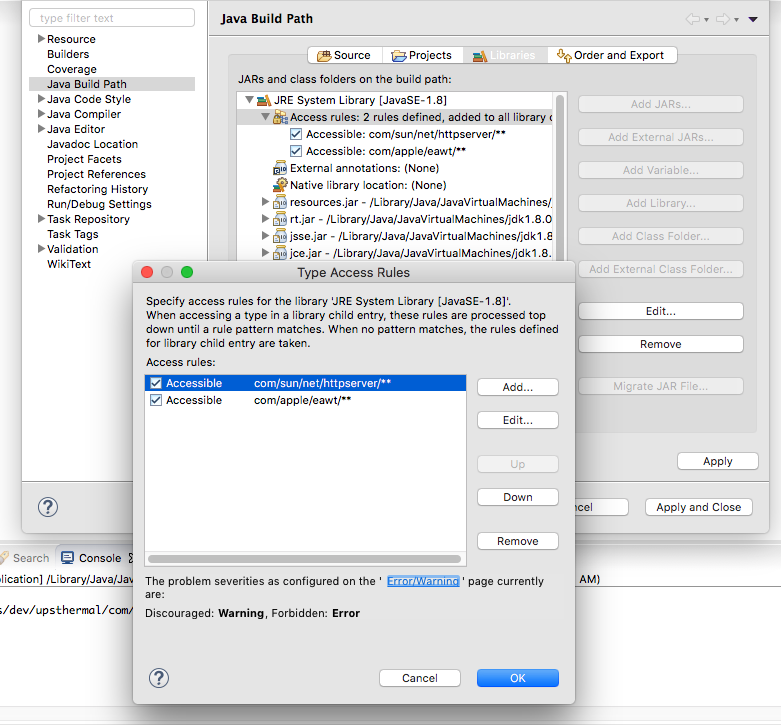 type filter text
Resource
Builders
Coverage
Java Build Path
Java Code Style
Java Compiler
Java Editor
Javadoc Location
Project Facets
Project References
Refactoring History
Run/Debug Settings
Task Repository
Task Tags
Validation
WikiText
Java Build Path
Source
Projects
Libraries
Order and Export
JARs and class folders on the build path:
JRE System Library [JavaSE-1.8]
Access rules: 2 rules defined, added to all library
Accessible: com/sun/net/httpserver/**
Accessible: com/apple/eawt/**
External annotations: (None)
Native library location: (None)
resources.jar - /Library/Java/JavaVirtualMachines/
rt.jar - /Library/Java/JavaVirtualMachines/jdk1.8.0
jsse.jar - /Library/Java/JavaVirtualMachines/jdk1.8
jce.jar - /Library/Java/JavaVirtualMachines/jdk1.8.
Add JARs...
Add External JARs...
Add Variable...
Add Library...
Add Class Folder...
Add External Class Folder...
Edit...
Remove
Migrate JAR File...
Apply
ncel
Apply and Close
Type Access Rules
Specify access rules for the library 'JRE System Library [JavaSE-1.8]'.
When accessing a type in a library child entry, these rules are processed top
down until a rule pattern matches. When no pattern matches, the rules defined
for library child entry are taken.
Access rules:
Accessible com/sun/net/httpserver/**
Accessible com/apple/eawt/**
Add...
Edit...
Up
Down
Remove
The problem severities as configured on the ' Error/Warning ' page currently
are:
Discouraged: Warning, Forbidden: Error
Cancel
OK
Search
Console
plication] /Library/Java/Jav
AM)
s/dev/upsthermal/com/